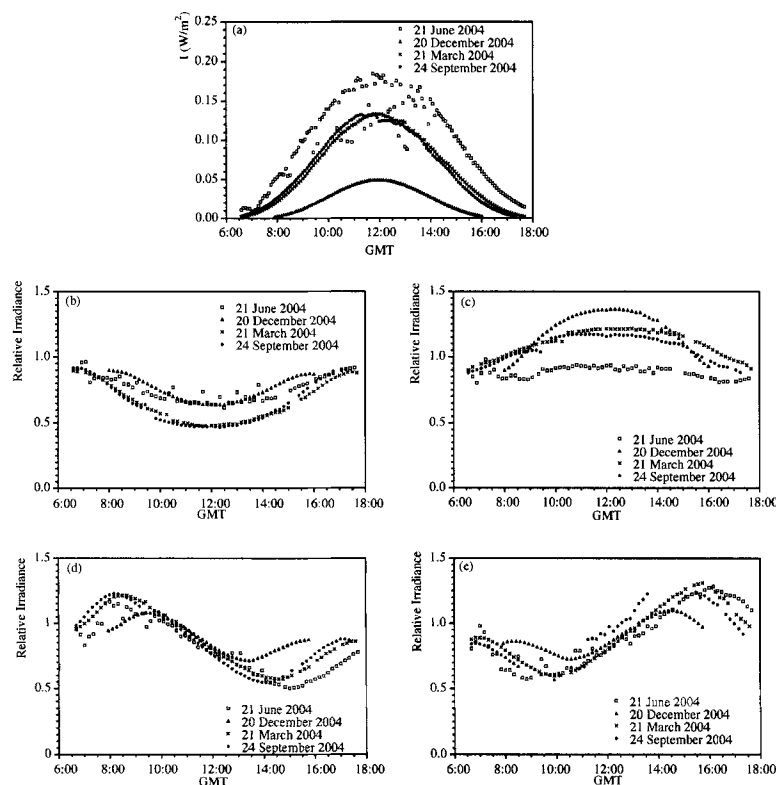 (a)
I (W/m²)
21 June 2004
20 December 2004
21 March 2004
24 September 2004
0.25
0.20
0.15
0.10
0.05
0.00
6:00 8:00 10:00 12:00 14:00 16:00 18:00
GMT
(b)
Relative Irradiance
21 June 2004
20 December 2004
21 March 2004
24 September 2004
1.5
1.0
0.5
0.0
6:00 8:00 10:00 12:00 14:00 16:00 18:00
GMT
(c)
Relative Irradiance
1.5
1.0
0.5
0.0
21 June 2004
20 December 2004
21 March 2004
24 September 2004
6:00 8:00 10:00 12:00 14:00 16:00 18:00
GMT
(d)
Relative Irradiance
1.5
1
0.5
0
21 June 2004
20 December 2004
21 March 2004
24 September 2004
6:00 8:00 10:00 12:00 14:00 16:00 18:00
GMT
(e)
Relative Irradiance
1.5
1
0.5
0
21 June 2004
20 December 2004
21 March 2004
24 September 2004
6:00 8:00 10:00 12:00 14:00 16:00 18:00
GMT